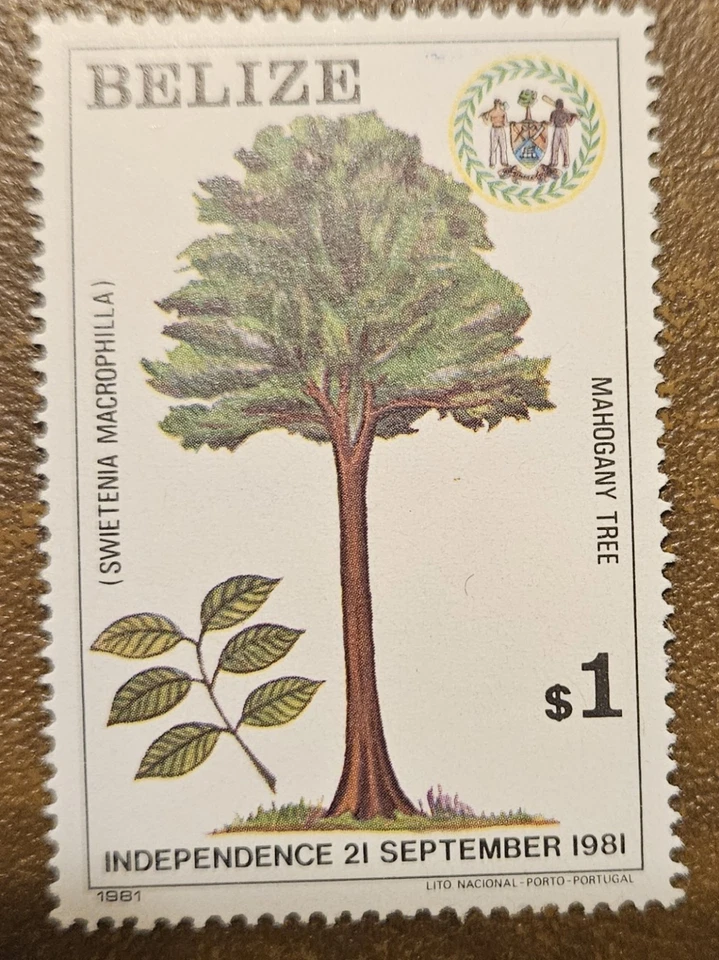 BELIZE
(SWIETENIA MACROPHILLA)
MAHOGANY TREE
$1
INDEPENDENCE 21 SEPTEMBER 1981
1981
LITO NACIONAL-PORTO-PORTUGAL